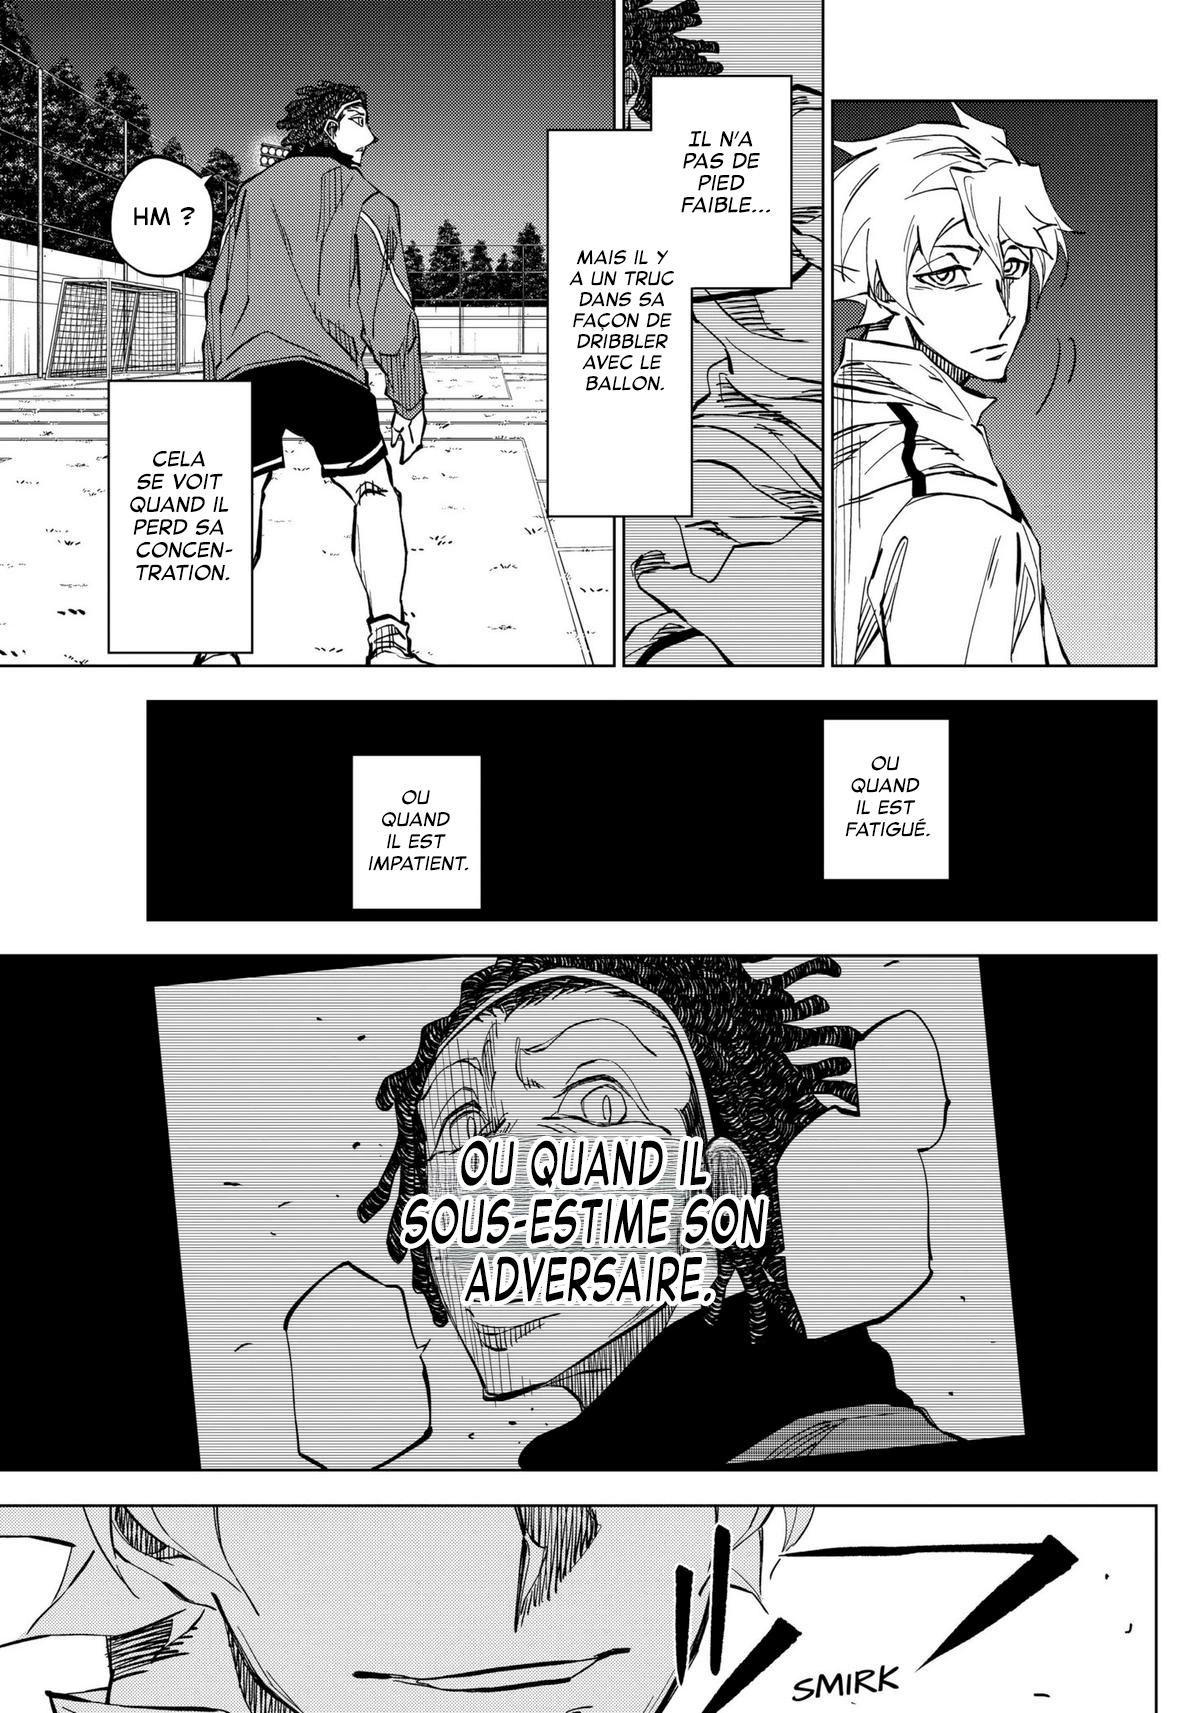 IL N'A
PAS DE
PIED
FAIBLE...
MAIS IL Y
A UN TRUC
DANS SA
FAÇON DE
DRIBBLER
AVEC LE
BALLON.
HM ?
CELA
SE VOIT
QUAND IL
PERD SA
CONCEN-
TRATION.
OU
QUAND
IL EST
FATIGUÉ.
OU
QUAND
IL EST
IMPATIENT.
OU QUAND IL
SOUS-ESTIME SON
ADVERSAIRE.
SMIRK